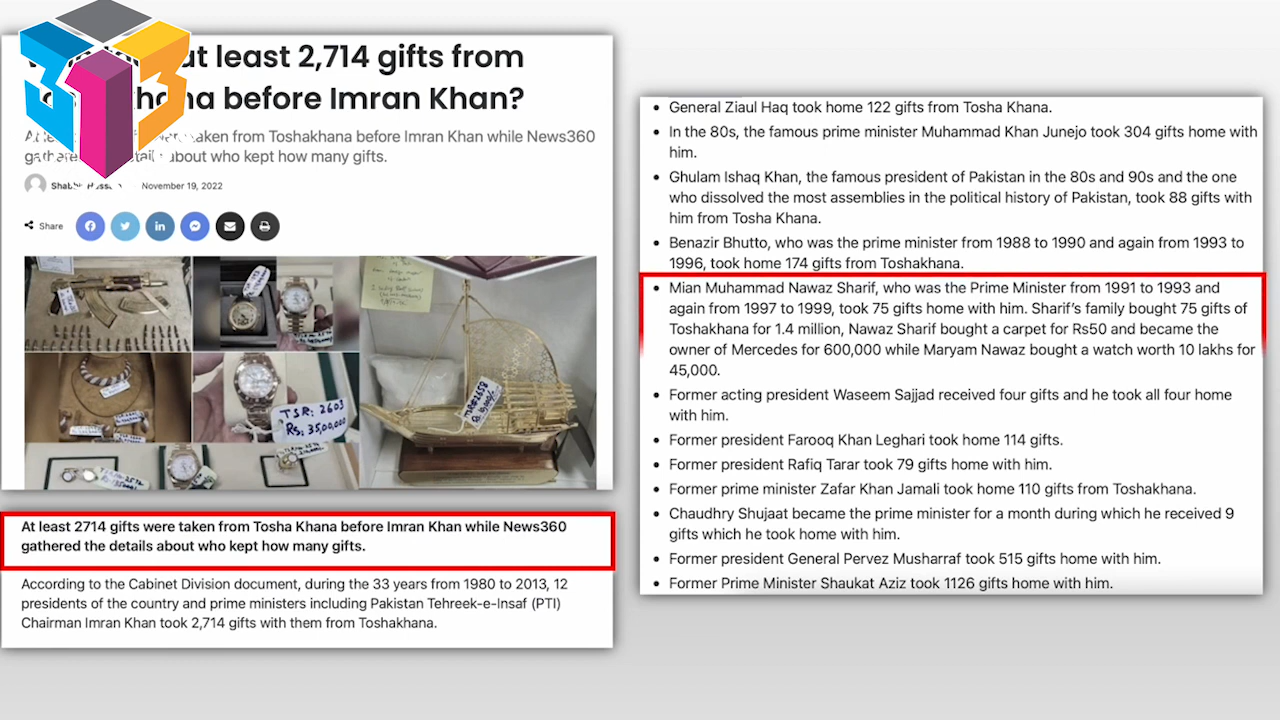 at least 2,714 gifts from
before Imran Khan?
were taken from Toshakhana before Imran Khan while News360
about who kept how many gifts.
November 19, 2022
Share
TSR: 2603
Rs: 35,00,000
At least 2714 gifts were taken from Tosha Khana before Imran Khan while News360
gathered the details about who kept how many gifts.
According to the Cabinet Division document, during the 33 years from 1980 to 2013, 12
presidents of the country and prime ministers including Pakistan Tehreek-e-Insaf (PTI)
Chairman Imran Khan took 2,714 gifts with them from Toshakhana.
• General Ziaul Haq took home 122 gifts from Tosha Khana.
• In the 80s, the famous prime minister Muhammad Khan Junejo took 304 gifts home with
him.
• Ghulam Ishaq Khan, the famous president of Pakistan in the 80s and 90s and the one
who dissolved the most assemblies in the political history of Pakistan, took 88 gifts with
him from Tosha Khana.
• Benazir Bhutto, who was the prime minister from 1988 to 1990 and again from 1993 to
1996, took home 174 gifts from Toshakhana.
• Mian Muhammad Nawaz Sharif, who was the Prime Minister from 1991 to 1993 and
again from 1997 to 1999, took 75 gifts home with him. Sharif's family bought 75 gifts of
Toshakhana for 1.4 million, Nawaz Sharif bought a carpet for Rs50 and became the
owner of Mercedes for 600,000 while Maryam Nawaz bought a watch worth 10 lakhs for
45,000.
• Former acting president Waseem Sajjad received four gifts and he took all four home
with him.
• Former president Farooq Khan Leghari took home 114 gifts.
• Former president Rafiq Tarar took 79 gifts home with him.
• Former prime minister Zafar Khan Jamali took home 110 gifts from Toshakhana.
• Chaudhry Shujaat became the prime minister for a month during which he received 9
gifts which he took home with him.
• Former president General Pervez Musharraf took 515 gifts home with him.
• Former Prime Minister Shaukat Aziz took 1126 gifts home with him.